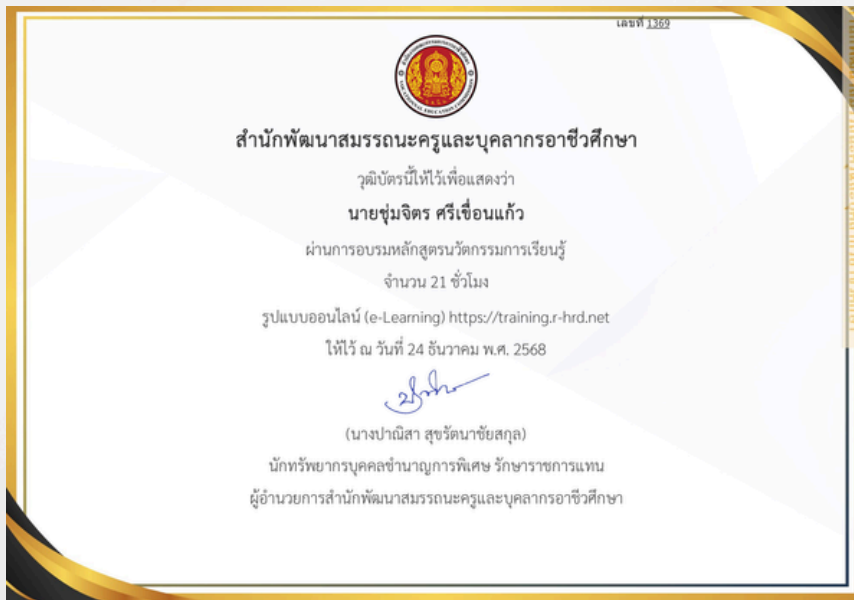 เลขที่ 1369
สำนักพัฒนาสมรรถนะครูและบุคลากรอาชีวศึกษา
วุฒิบัตรนี้ให้ไว้เพื่อแสดงว่า
นายชุ่มจิตร ศรีเขื่อนแก้ว
ผ่านการอบรมหลักสูตรนวัตกรรมการเรียนรู้
จำนวน 21 ชั่วโมง
รูปแบบออนไลน์ (e-Learning) https://training.r-hrd.net
ให้ไว้ ณ วันที่ 24 ธันวาคม พ.ศ. 2568
(นางปาณิสา สุขรัตนาชัยสกุล)
นักทรัพยากรบุคคลชำนาญการพิเศษ รักษาราชการแทน
ผู้อำนวยการสำนักพัฒนาสมรรถนะครูและบุคลากรอาชีวศึกษา